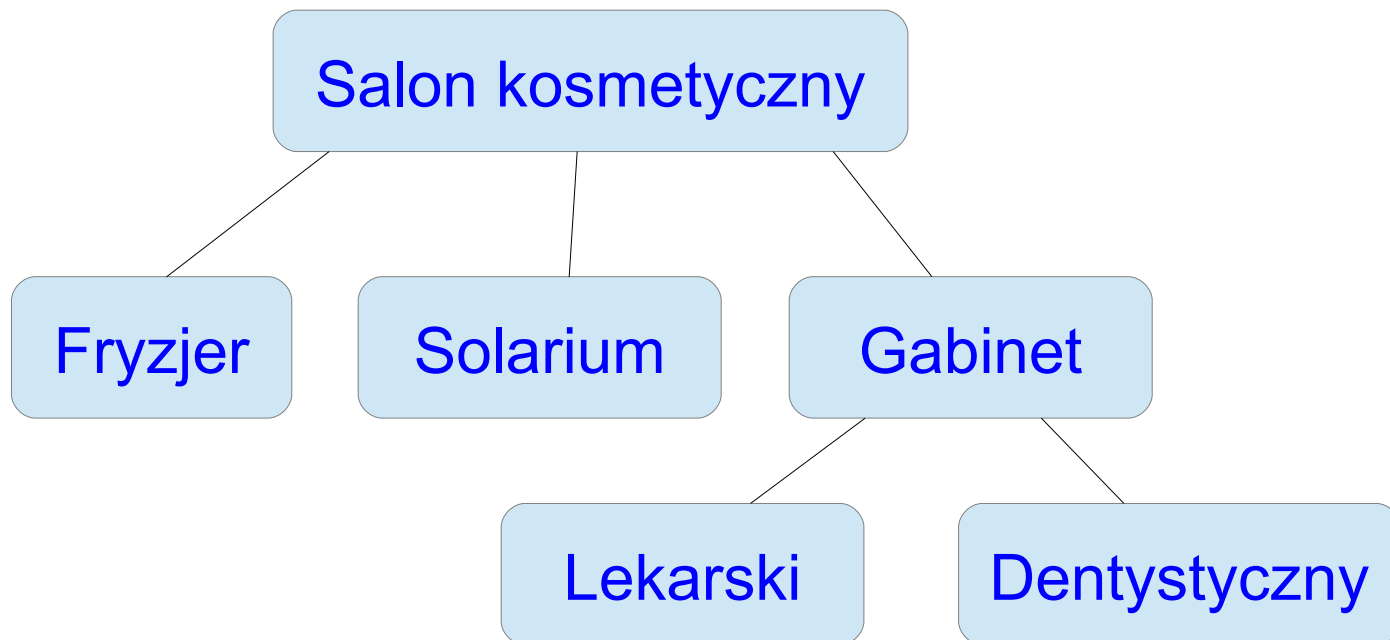 Salon kosmetyczny
Fryzjer
Solarium
Gabinet
Lekarski
Dentystyczny